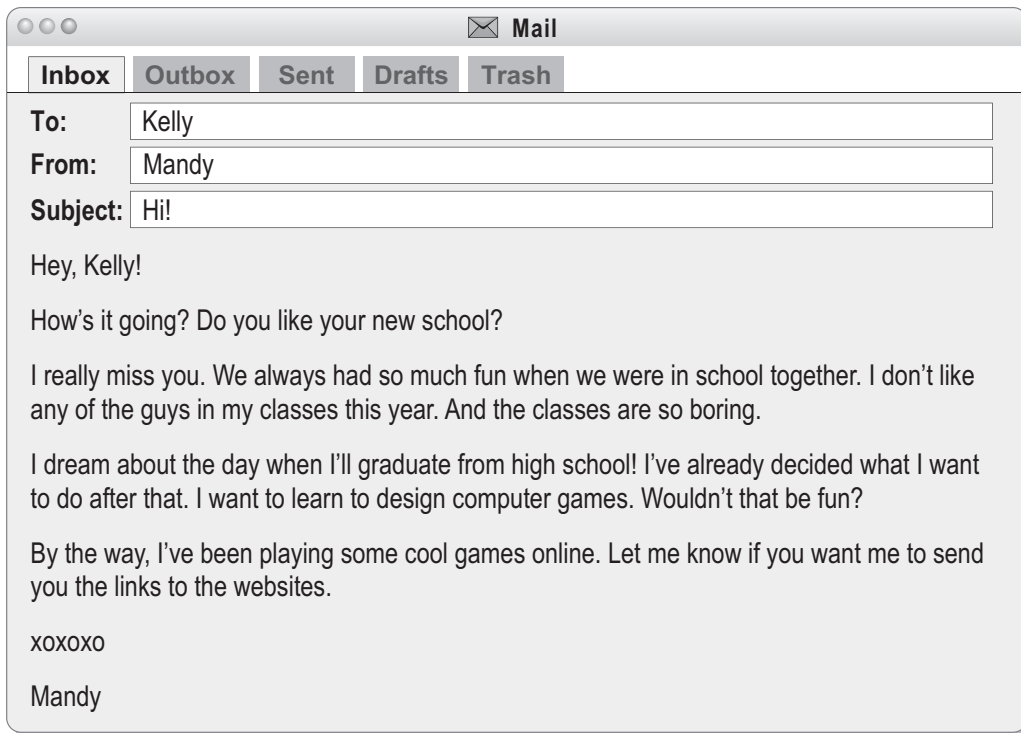 Mail
Inbox Outbox Sent Drafts Trash
To: Kelly
From: Mandy
Subject: Hi!
Hey, Kelly!
How's it going? Do you like your new school?
I really miss you. We always had so much fun when we were in school together. I don't like
any of the guys in my classes this year. And the classes are so boring.
I dream about the day when I'll graduate from high school! I've already decided what I want
to do after that. I want to learn to design computer games. Wouldn't that be fun?
By the way, I've been playing some cool games online. Let me know if you want me to send
you the links to the websites.
xoxoxo
Mandy